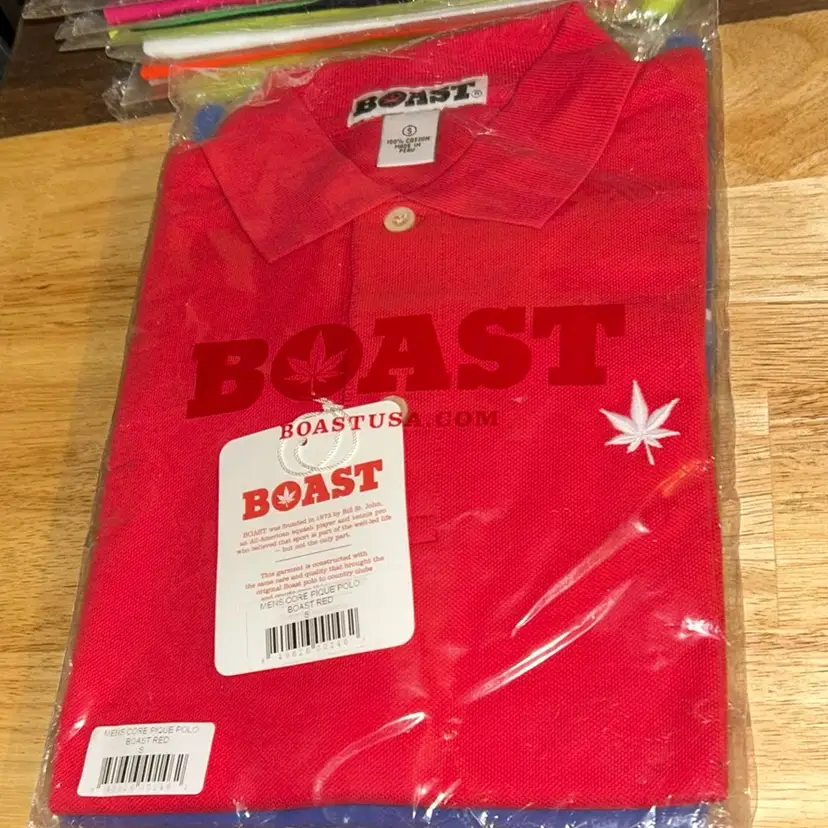 BOAST®
S
100% COTTON
MADE IN
PERU
BOAST
BOASTUSA.COM
BOAST
BOAST was founded in 1973 by Bill St. John,
an All-American squash player and tennis pro
who believed that sport is part of the well-led life
– but not the only part.
This garment is constructed with
the same care and quality that brought the
original Boast polo to country clubs
MENS CORE PIQUE POLO
BOAST RED
S
MENS CORE PIQUE POLO
BOAST RED
S